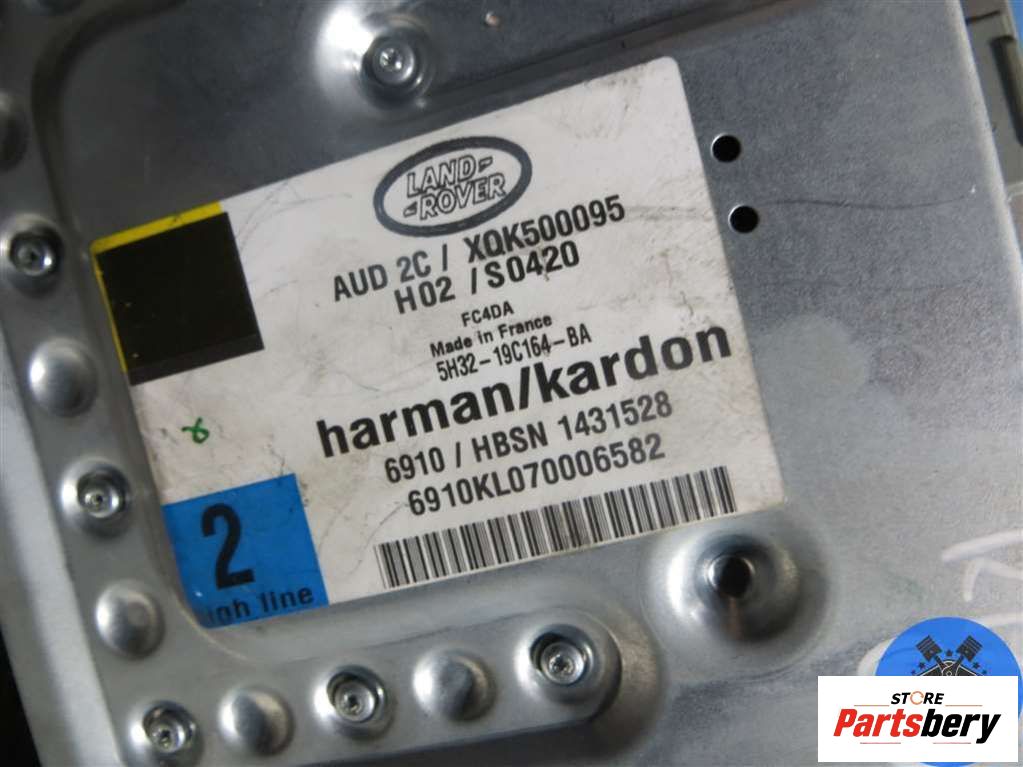 LAND-
-ROVER
AUD 2C / XQK500095
H02 / S0420
FC4DA
Made in France
5H32-19C164-BA
harman/kardon
6910 / HBSN 1431528
6910KL070006582
2
igh line
STORE
Partsbery